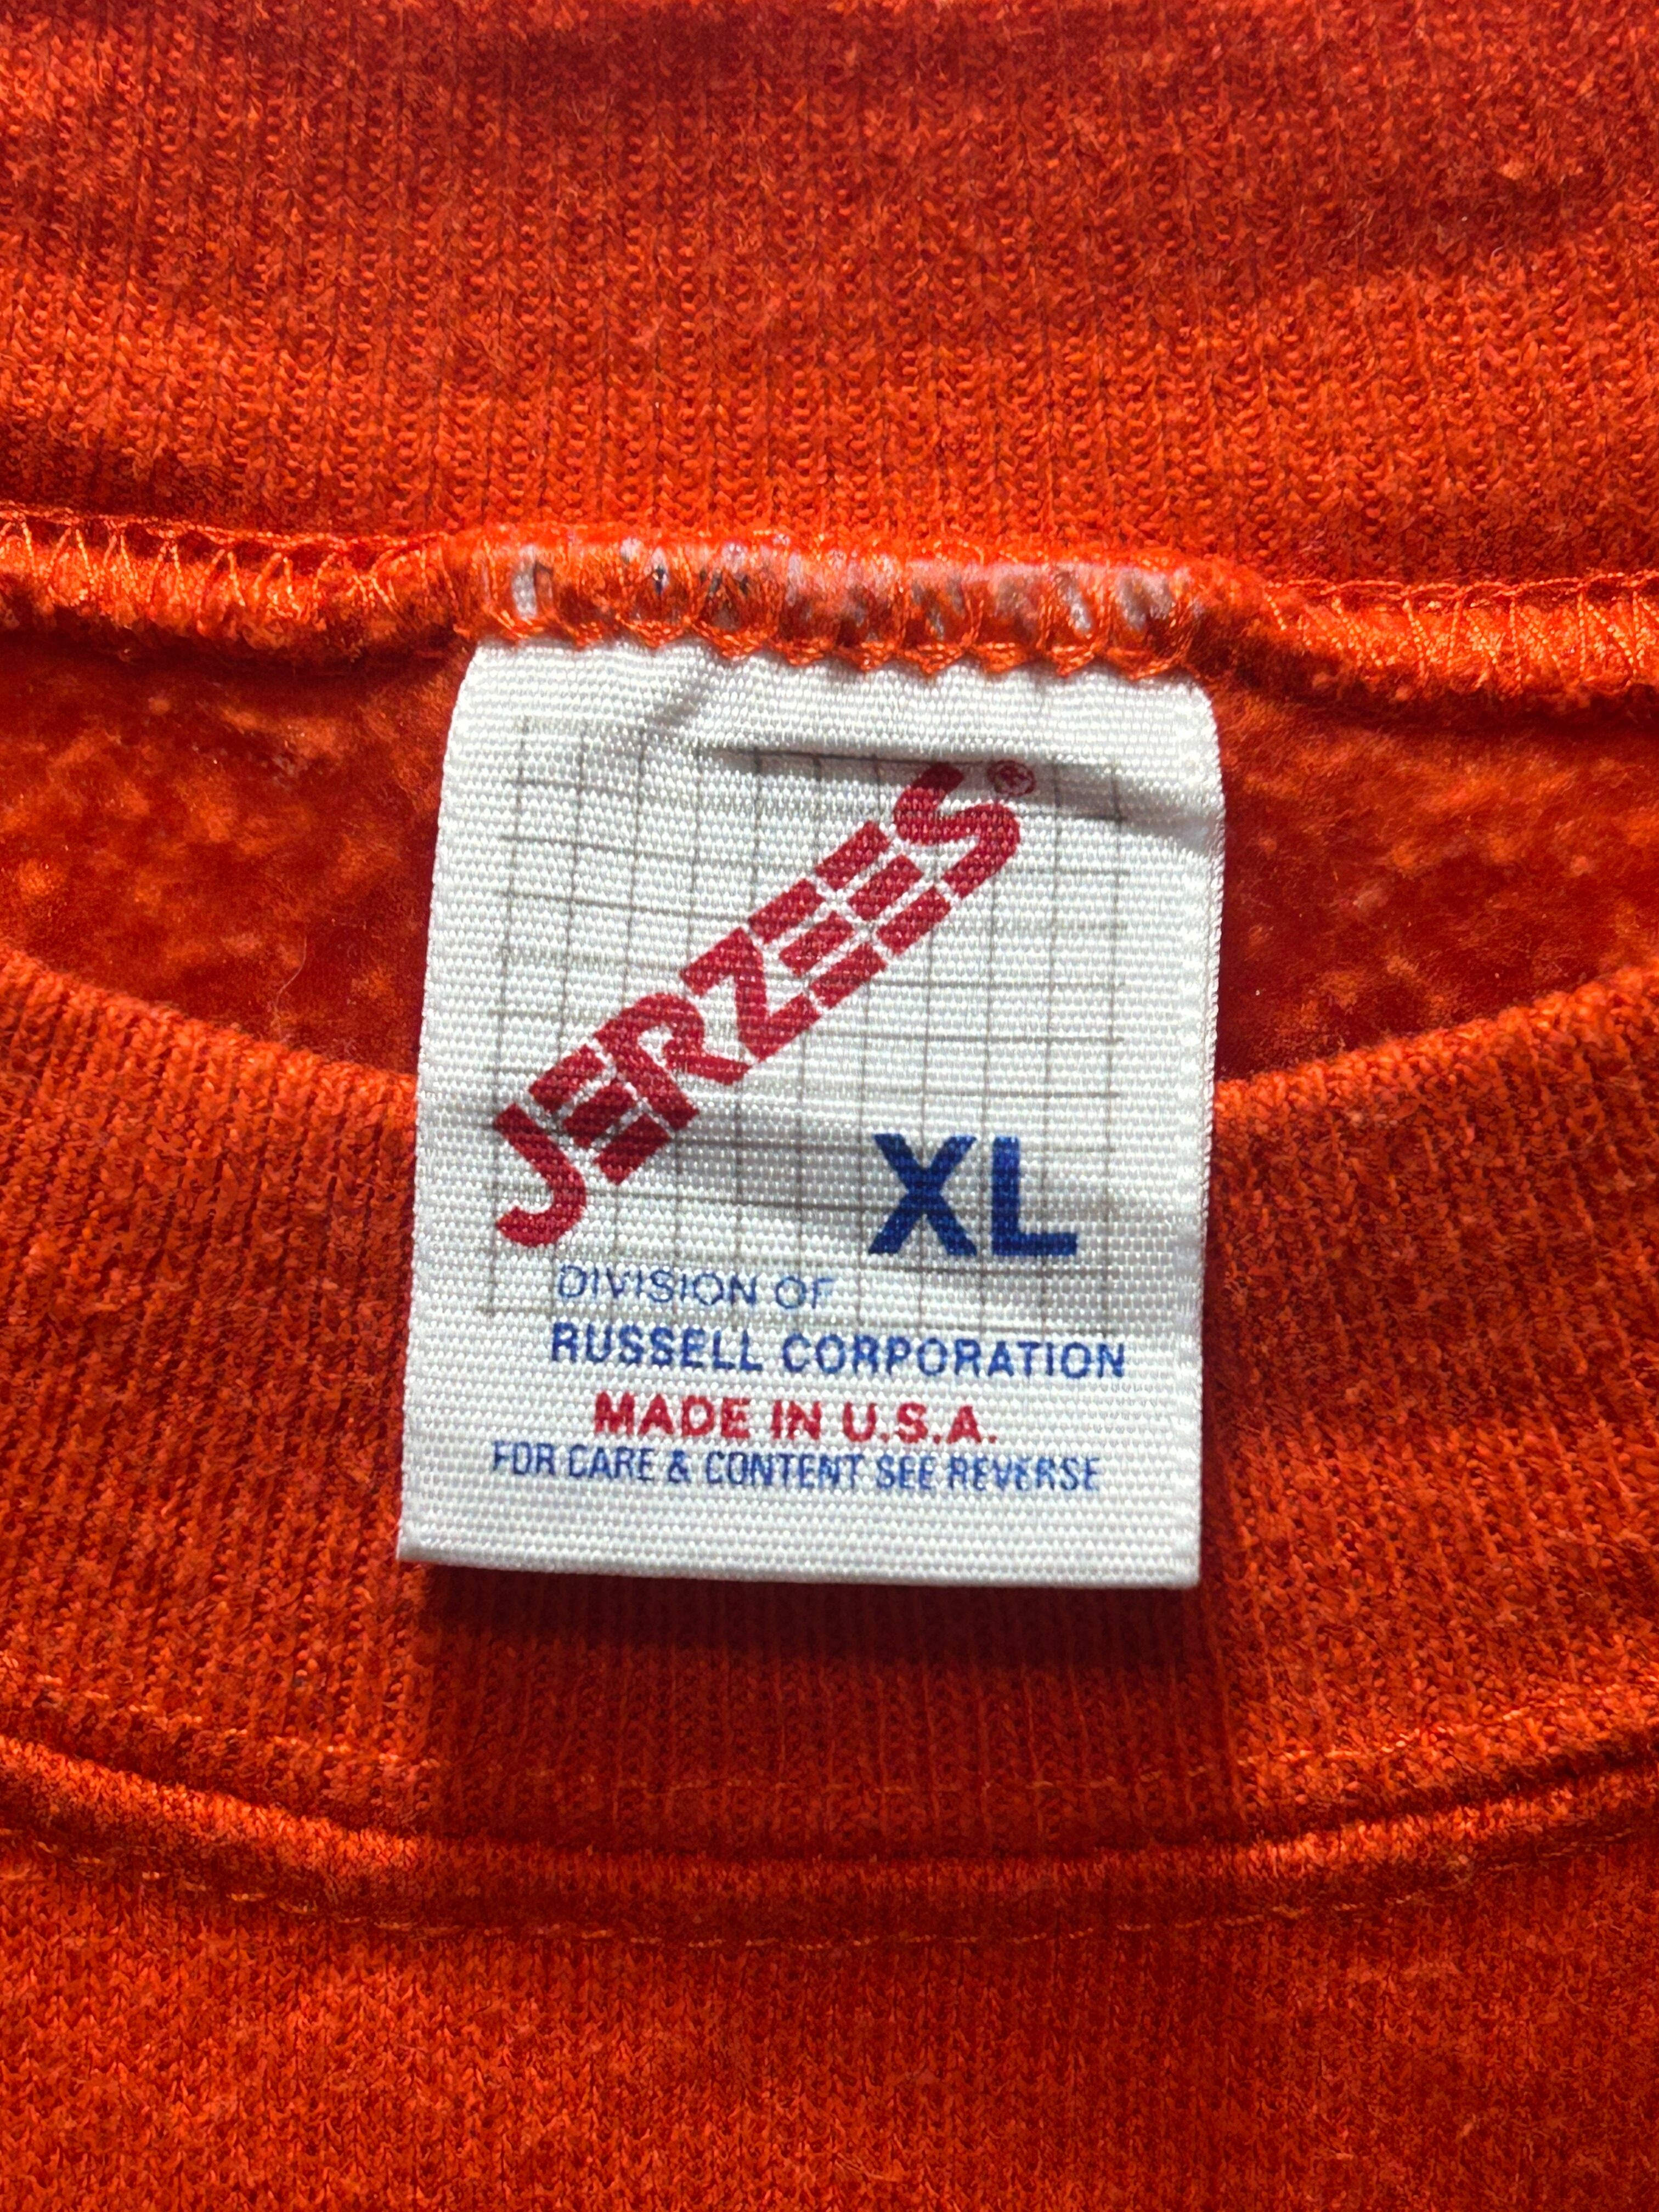 JERZEES®
XL
DIVISION OF
RUSSELL CORPORATION
MADE IN U.S.A.
FOR CARE & CONTENT SEE REVERSE